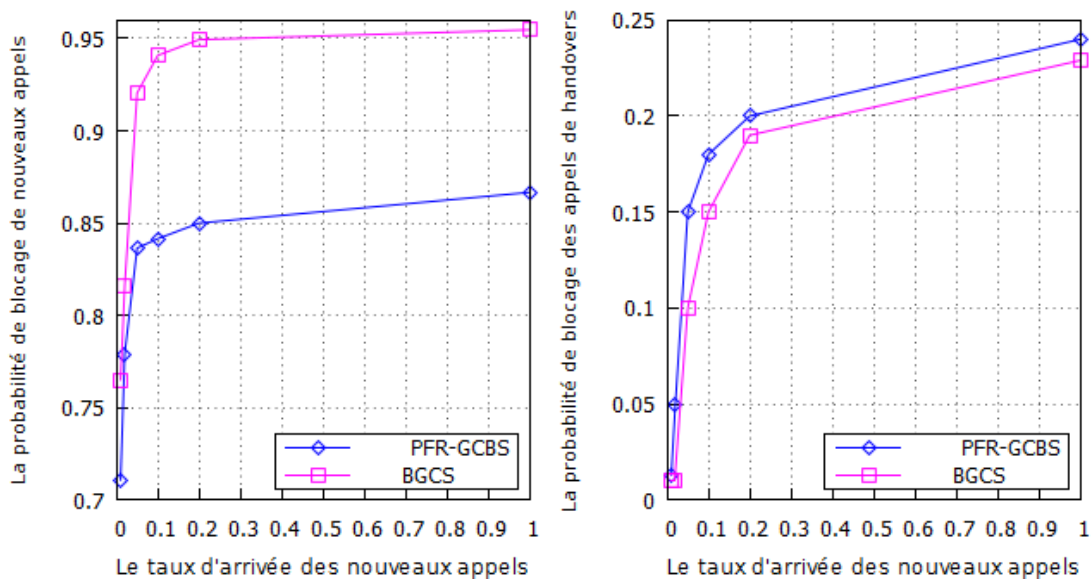 La probabilité de blocage de nouveaux appels
0.95
0.9
0.85
0.8
0.75
0.7
PFR-GCBS
BGCS
0 0.1 0.2 0.3 0.4 0.5 0.6 0.7 0.8 0.9 1
Le taux d'arrivée des nouveaux appels
La probabilité de blocage des appels de handovers
0.25
0.2
0.15
0.1
0.05
0
PFR-GCBS
BGCS
0 0.1 0.2 0.3 0.4 0.5 0.6 0.7 0.8 0.9 1
Le taux d'arrivée des nouveaux appels